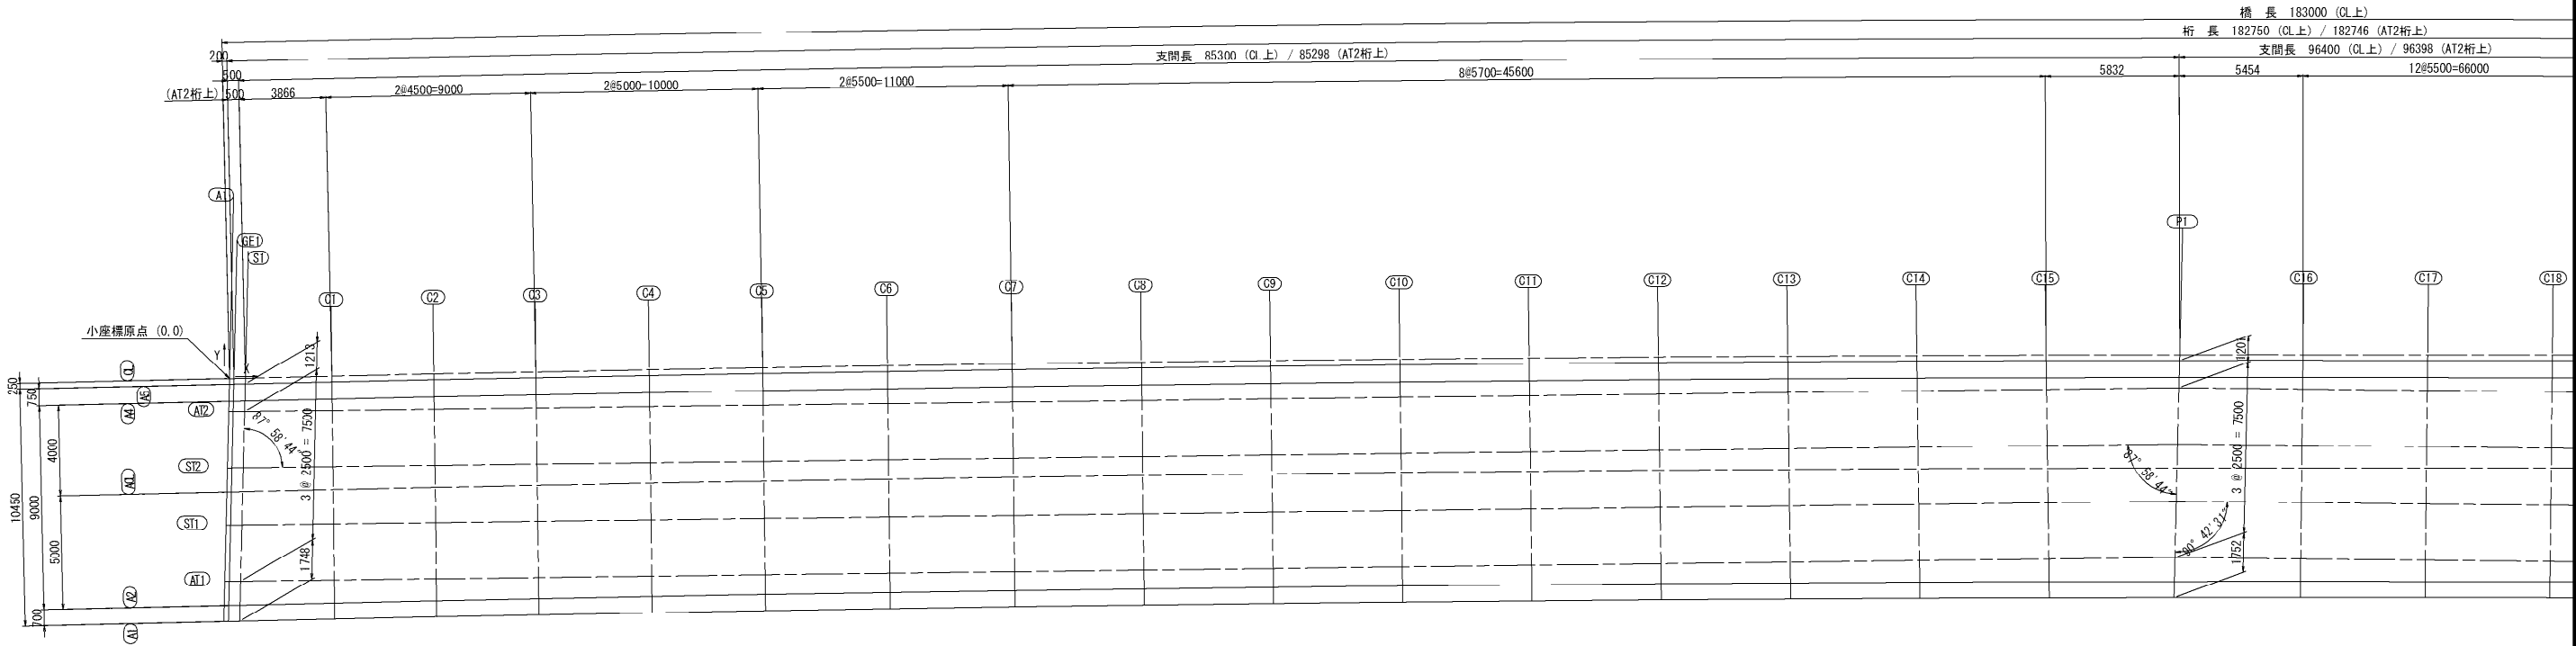 橋 長 183000 (CL上)
桁 長 182750 (CL上) / 182746 (AT2桁上)
支間長 85300 (CL上) / 85298 (AT2桁上)
支間長 96400 (CL上) / 96398 (AT2桁上)
200
500
(AT2桁上) 500
3866
2@4500=9000
2@5000=10000
2@5500=11000
8@5700=45600
5832
5454
12@5500=66000
A1
GE1
S1
P1
C1
C2
C3
C4
C5
C6
C7
C8
C9
C10
C11
C12
C13
C14
C15
C16
C17
C18
小座標原点 (0,0)
Y
X
1213
1207
CL
A5
A4
250
750
AT2
87° 58'44"
3 @ 2500 = 7500
4000
ST2
ACL
10450
9000
87° 58'44"
3 @ 2500 = 7500
ST1
5000
90° 42'31"
1748
1752
AT1
A2
700
A1